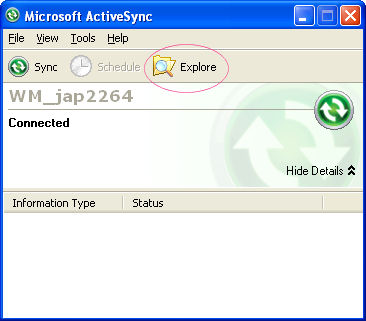 Microsoft ActiveSync
File View Tools Help
Sync Schedule Explore
WM_jap2264
Connected
Hide Details
Information Type Status